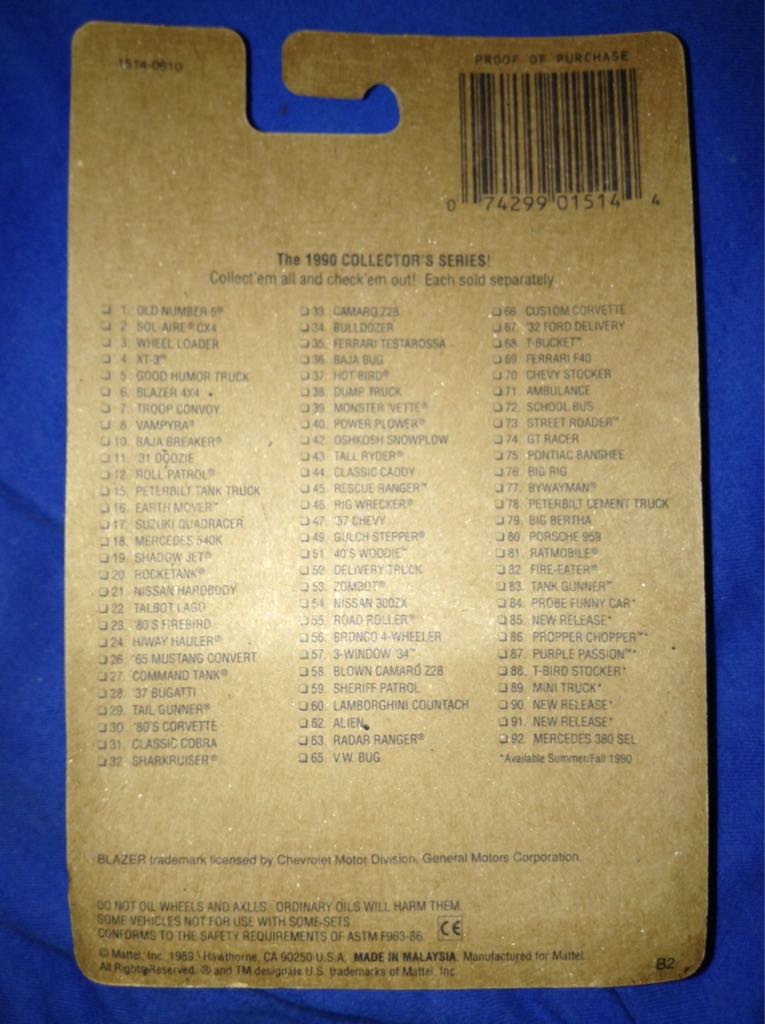 1514-0910
PROOF OF PURCHASE
0 74299 01514 4
The 1990 COLLECTOR'S SERIES!
Collect'em all and check'em out! Each sold separately
1. OLD NUMBER 5®
2. SOL-AIRE® CX4
3. WHEEL LOADER
4. XT-3®
5. GOOD HUMOR TRUCK
6. BLAZER 4X4
7. TROOP CONVOY
8. VAMPYRA®
10. BAJA BREAKER®
11. '31 DOOZIE
12. ROLL PATROL®
15. PETERBILT TANK TRUCK
16. EARTH MOVER™
17. SUZUKI QUADRACER
18. MERCEDES 540K
19. SHADOW JET®
20. ROCKETANK®
21. NISSAN HARDBODY
22. TALBOT LAGO
23. 80'S FIREBIRD
24. HIWAY HAULER®
26. '65 MUSTANG CONVERT
27. COMMAND TANK®
28. '37 BUGATTI
29. TAIL GUNNER®
30. '80'S CORVETTE
31. CLASSIC COBRA
32. SHARKRUISER®
33. CAMARO Z28
34. BULLDOZER
35. FERRARI TESTAROSSA
36. BAJA BUG
37. HOT BIRD®
38. DUMP TRUCK
39. MONSTER 'VETTE®
40. POWER PLOWER®
42. OSHKOSH SNOWPLOW
43. TALL RYDER®
44. CLASSIC CADDY
45. RESCUE RANGER™
46. RIG WRECKER®
47. '37 CHEVY
49. GULCH STEPPER®
51. 40'S WOODIE™
52. DELIVERY TRUCK
53. ZOMBOT®
54. NISSAN 300ZX
55. ROAD ROLLER®
56. BRONCO 4-WHEELER
57. 3-WINDOW '34™
58. BLOWN CAMARO Z28
59. SHERIFF PATROL
60. LAMBORGHINI COUNTACH
62. ALIEN
63. RADAR RANGER®
65. V.W. BUG
66. CUSTOM CORVETTE
67. '32 FORD DELIVERY
68. T-BUCKET™
69. FERRARI F40
70. CHEVY STOCKER
71. AMBULANCE
72. SCHOOL BUS
73. STREET ROADER™
74. GT RACER
75. PONTIAC BANSHEE
76. BIG RIG
77. BYWAYMAN®
78. PETERBILT CEMENT TRUCK
79. BIG BERTHA
80. PORSCHE 959
81. RATMOBILE®
82. FIRE-EATER®
83. TANK GUNNER™
84. PROBE FUNNY CAR*
85. NEW RELEASE*
86. PROPPER CHOPPER™*
87. PURPLE PASSION™*
88. T-BIRD STOCKER*
89. MINI TRUCK*
90. NEW RELEASE*
91. NEW RELEASE*
92. MERCEDES 380 SEL
*Available Summer/Fall 1990
BLAZER trademark licensed by Chevrolet Motor Division, General Motors Corporation.
DO NOT OIL WHEELS AND AXLES. ORDINARY OILS WILL HARM THEM.
SOME VEHICLES NOT FOR USE WITH SOME SETS
CONFORMS TO THE SAFETY REQUIREMENTS OF ASTM F963-86 CE
© Mattel, Inc. 1989 Hawthorne, CA 90250 U.S.A. MADE IN MALAYSIA. Manufactured for Mattel.
All Rights Reserved. ® and TM designate U.S. trademarks of Mattel, Inc.
B2